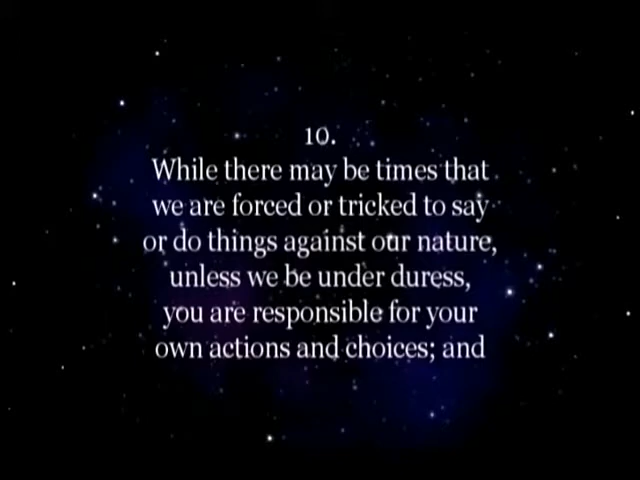 10.
While there may be times that
we are forced or tricked to say
or do things against our nature,
unless we be under duress,
you are responsible for your
own actions and choices; and